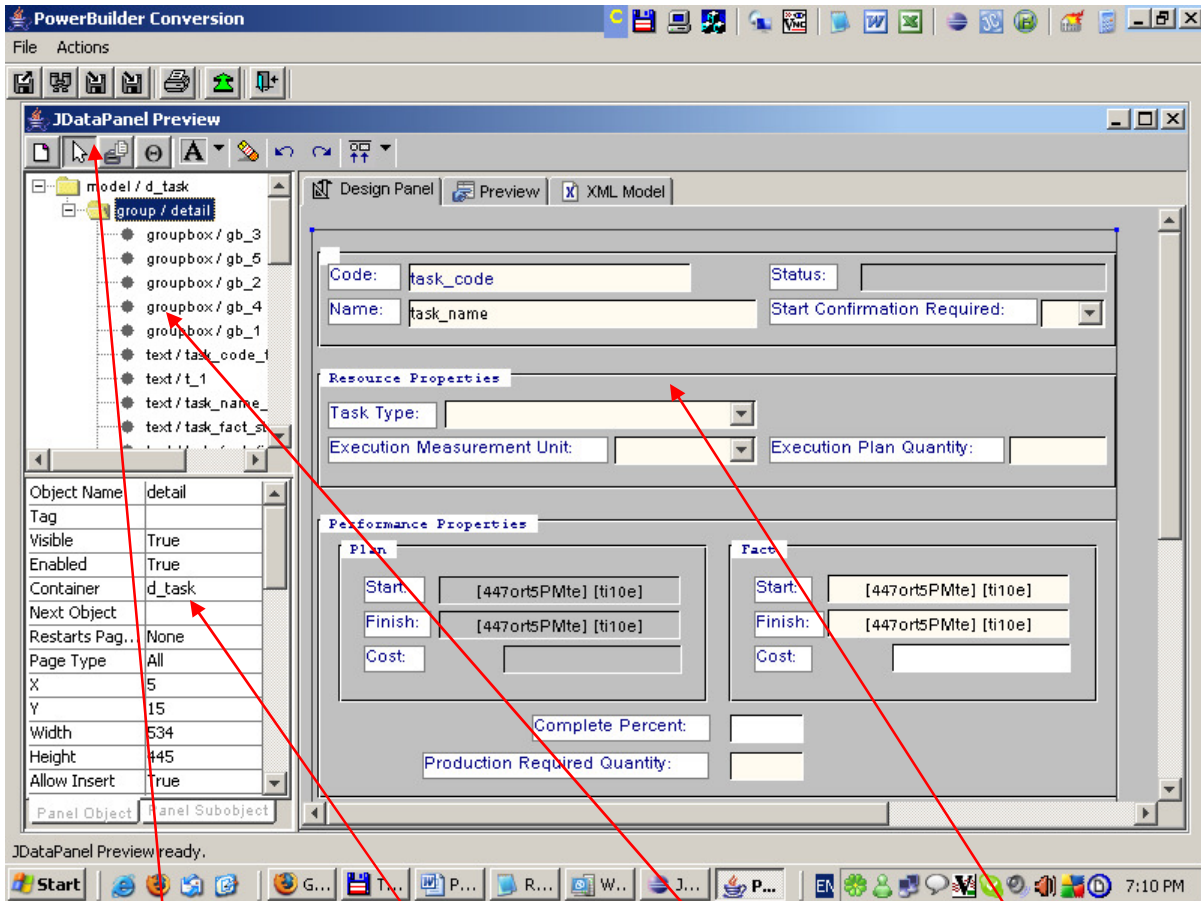 PowerBuilder Conversion
File Actions
JDataPanel Preview
model / d_task
group / detail
groupbox / gb_3
groupbox / gb_5
groupbox / gb_2
groupbox / gb_4
groupbox / gb_1
text / task_code_
text / t_1
text / task_name_
text / task_fact_st
Object Name detail
Tag
Visible True
Enabled True
Container d_task
Next Object
Restarts Pag... None
Page Type All
X 5
Y 15
Width 534
Height 445
Allow Insert True
Panel Object Panel Subobject
Design Panel Preview XML Model
Code: task_code Status:
Name: task_name Start Confirmation Required:
Resource Properties
Task Type:
Execution Measurement Unit: Execution Plan Quantity:
Performance Properties
Plan Fact
Start: [447ort5PMte] [ti10e] Start: [447ort5PMte] [ti10e]
Finish: [447ort5PMte] [ti10e] Finish: [447ort5PMte] [ti10e]
Cost: Cost:
Complete Percent:
Production Required Quantity:
JDataPanel Preview ready.
Start G... T... P... R... W.. J... P... EN 7:10 PM